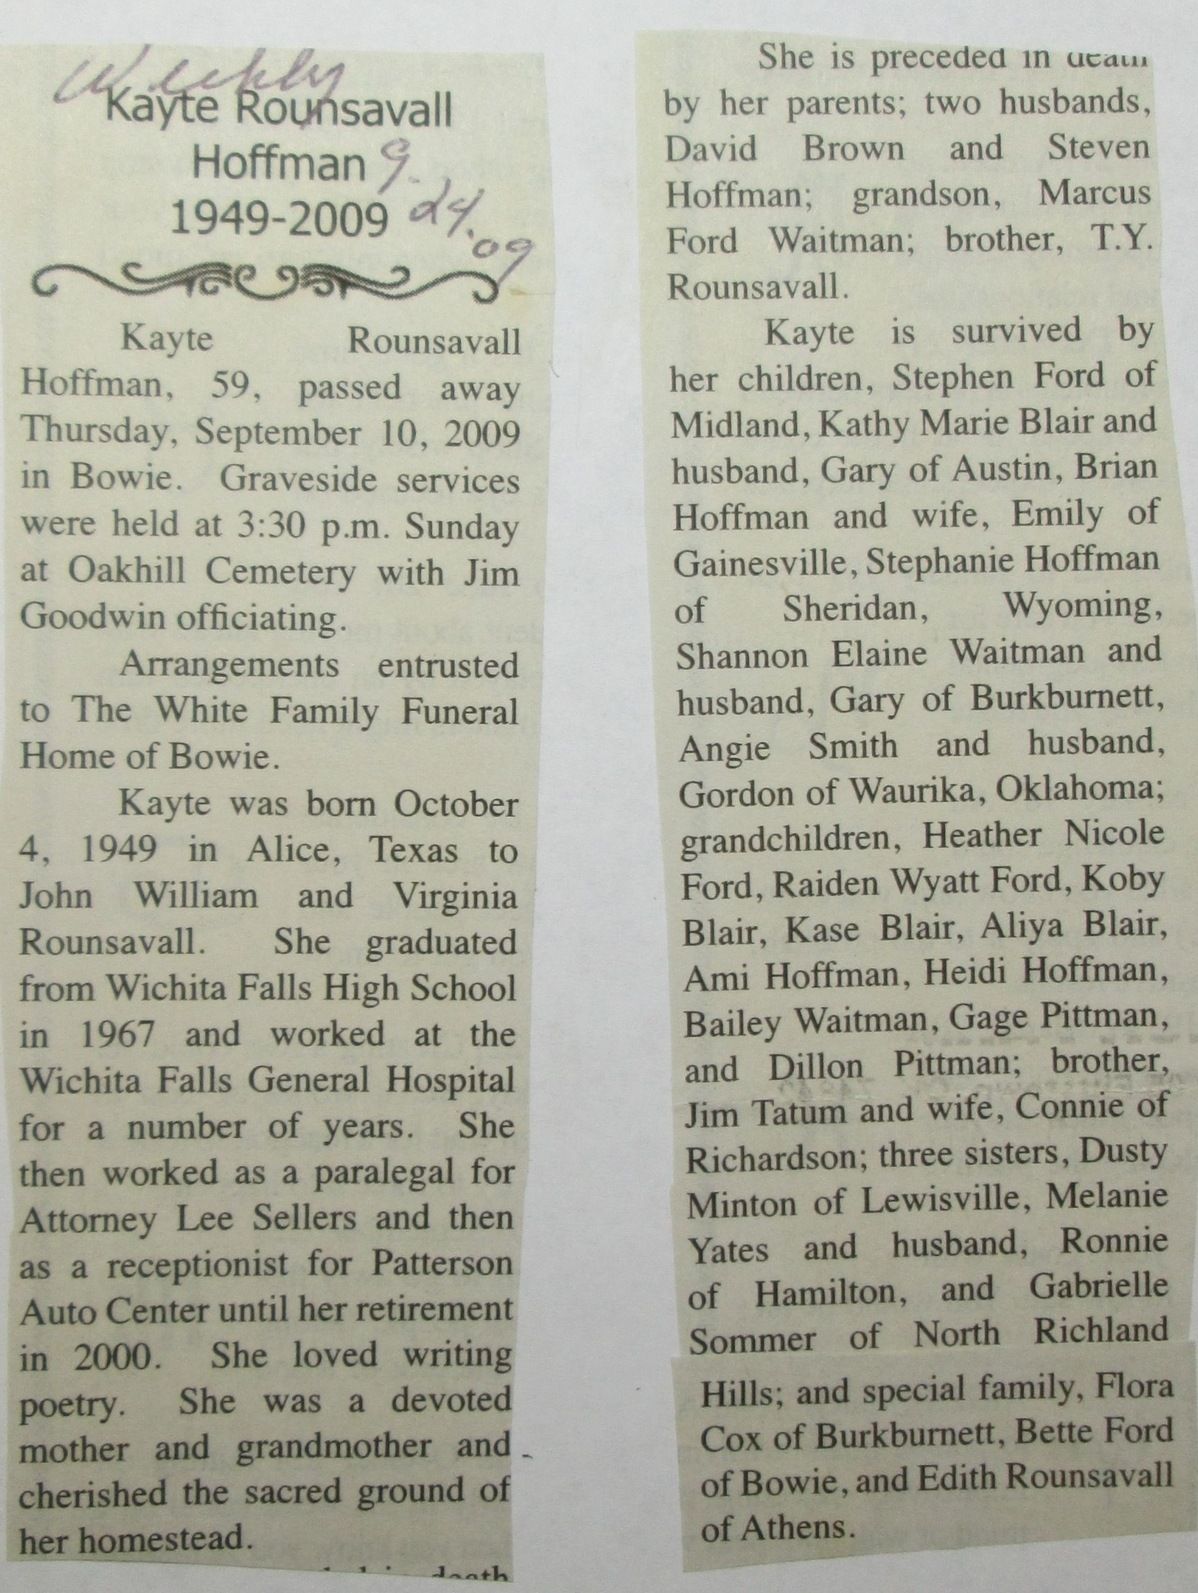 Weekly
Kayte Rounsavall
Hoffman 9.
1949-2009 24.
09
Kayte Rounsavall
Hoffman, 59, passed away
Thursday, September 10, 2009
in Bowie. Graveside services
were held at 3:30 p.m. Sunday
at Oakhill Cemetery with Jim
Goodwin officiating.
Arrangements entrusted
to The White Family Funeral
Home of Bowie.
Kayte was born October
4, 1949 in Alice, Texas to
John William and Virginia
Rounsavall. She graduated
from Wichita Falls High School
in 1967 and worked at the
Wichita Falls General Hospital
for a number of years. She
then worked as a paralegal for
Attorney Lee Sellers and then
as a receptionist for Patterson
Auto Center until her retirement
in 2000. She loved writing
poetry. She was a devoted
mother and grandmother and
cherished the sacred ground of
her homestead.
She is preceded in death
by her parents; two husbands,
David Brown and Steven
Hoffman; grandson, Marcus
Ford Waitman; brother, T.Y.
Rounsavall.
Kayte is survived by
her children, Stephen Ford of
Midland, Kathy Marie Blair and
husband, Gary of Austin, Brian
Hoffman and wife, Emily of
Gainesville, Stephanie Hoffman
of Sheridan, Wyoming,
Shannon Elaine Waitman and
husband, Gary of Burkburnett,
Angie Smith and husband,
Gordon of Waurika, Oklahoma;
grandchildren, Heather Nicole
Ford, Raiden Wyatt Ford, Koby
Blair, Kase Blair, Aliya Blair,
Ami Hoffman, Heidi Hoffman,
Bailey Waitman, Gage Pittman,
and Dillon Pittman; brother,
Jim Tatum and wife, Connie of
Richardson; three sisters, Dusty
Minton of Lewisville, Melanie
Yates and husband, Ronnie
of Hamilton, and Gabrielle
Sommer of North Richland
Hills; and special family, Flora
Cox of Burkburnett, Bette Ford
of Bowie, and Edith Rounsavall
of Athens.